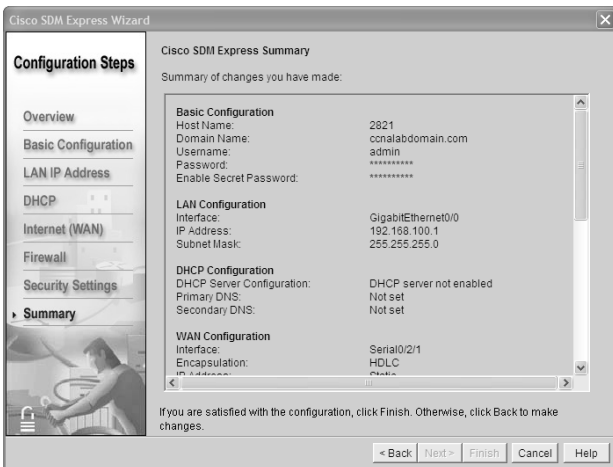 Cisco SDM Express Wizard
Configuration Steps
Overview
Basic Configuration
LAN IP Address
DHCP
Internet (WAN)
Firewall
Security Settings
Summary
Cisco SDM Express Summary
Summary of changes you have made:
Basic Configuration
Host Name: 2821
Domain Name: ccnalabdomain.com
Username: admin
Password: **********
Enable Secret Password: **********
LAN Configuration
Interface: GigabitEthernet0/0
IP Address: 192.168.100.1
Subnet Mask: 255.255.255.0
DHCP Configuration
DHCP Server Configuration: DHCP server not enabled
Primary DNS: Not set
Secondary DNS: Not set
WAN Configuration
Interface: Serial0/2/1
Encapsulation: HDLC
IP Address: Static
If you are satisfied with the configuration, click Finish. Otherwise, click Back to make
changes.
< Back Next > Finish Cancel Help